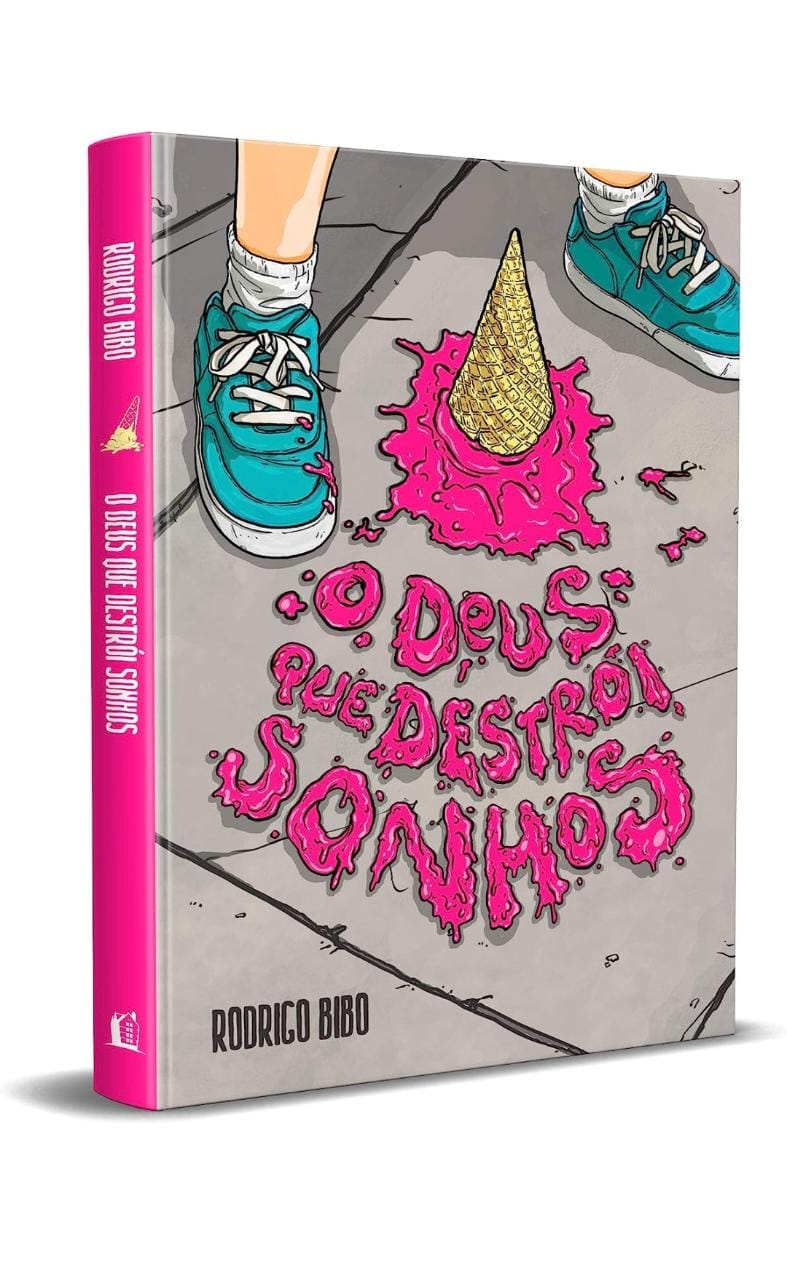 RODRIGO BIBO
O DEUS QUE DESTRÓI SONHOS
O DEUS
QUE DESTRÓI
SONHOS
RODRIGO BIBO